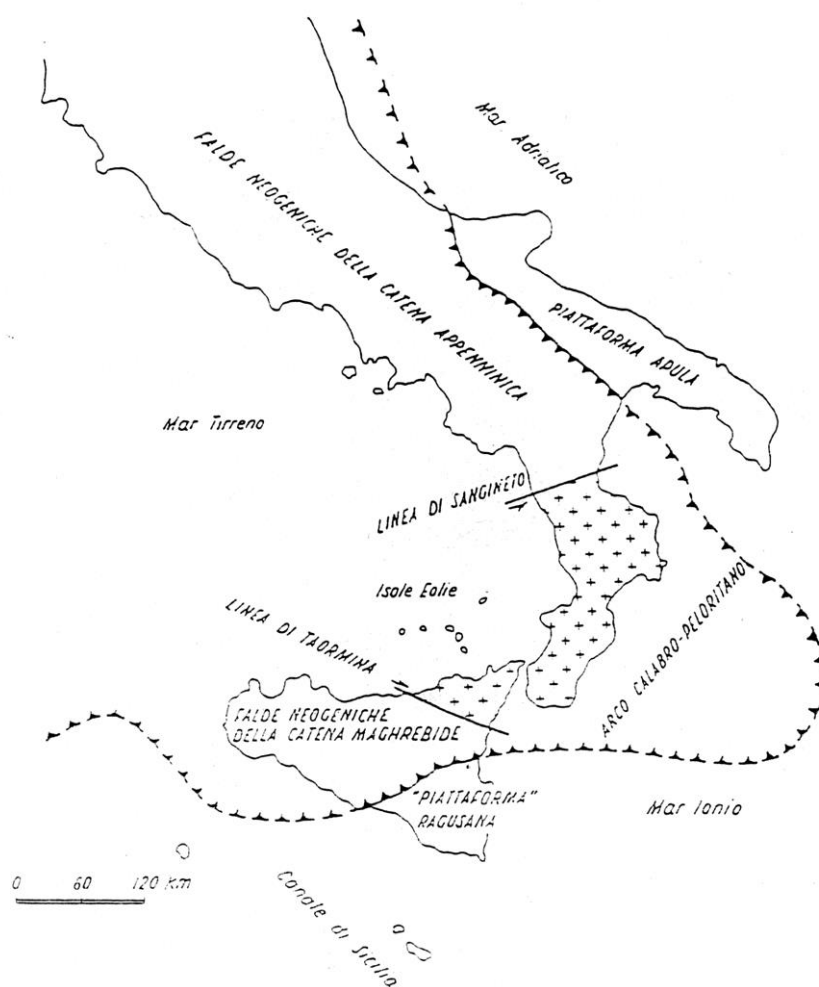 Mar Adriatico
FALDE NEOGENICHE DELLA CATENA APPENNINICA
PIATTAFORMA APULA
Mar Tirreno
LINEA DI SANGINETO
Isole Eolie
LINEA DI TAORMINA
ARCO CALABRO-PELORITANO
FALDE NEOGENICHE
DELLA CATENA MAGHREBIDE
"PIATTAFORMA"
RAGUSANA
Mar Ionio
0 60 120 km
Canale di Sicilia